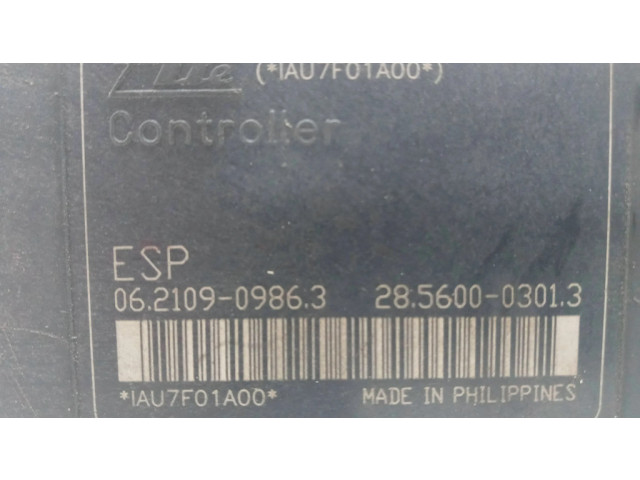 (*IAU7F01A00*)
Controller
ESP
06.2109-0986.3 28.5600-0301.3
*IAU7F01A00* MADE IN PHILIPPINES